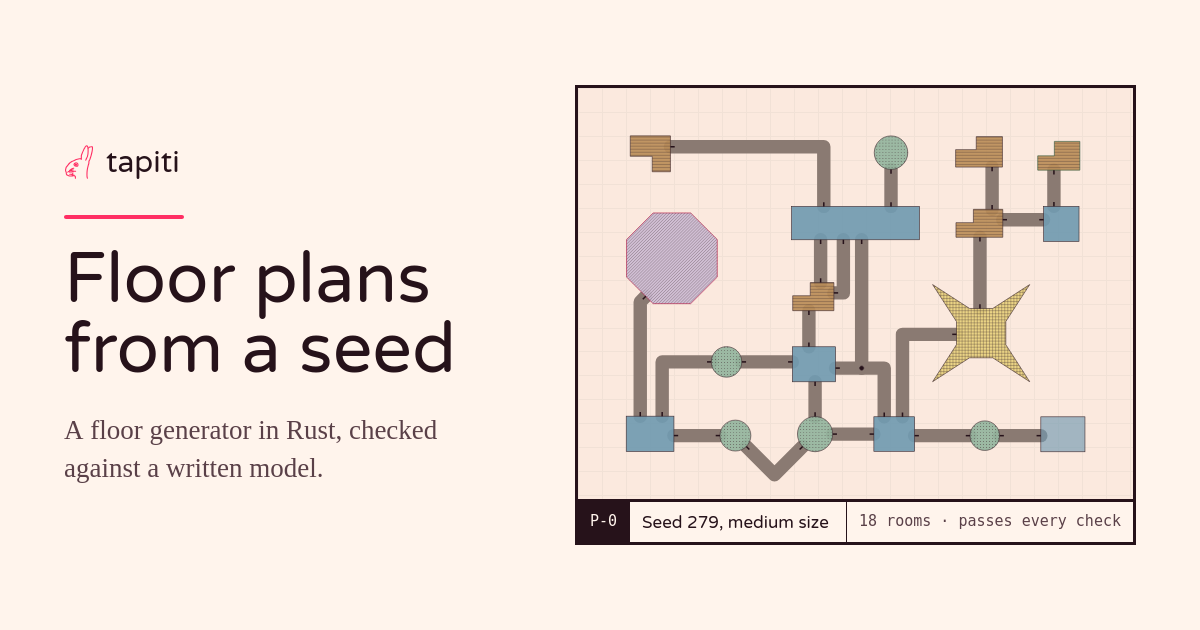 tapiti
Floor plans
from a seed
A floor generator in Rust, checked
against a written model.
P-0
Seed 279, medium size
18 rooms · passes every check